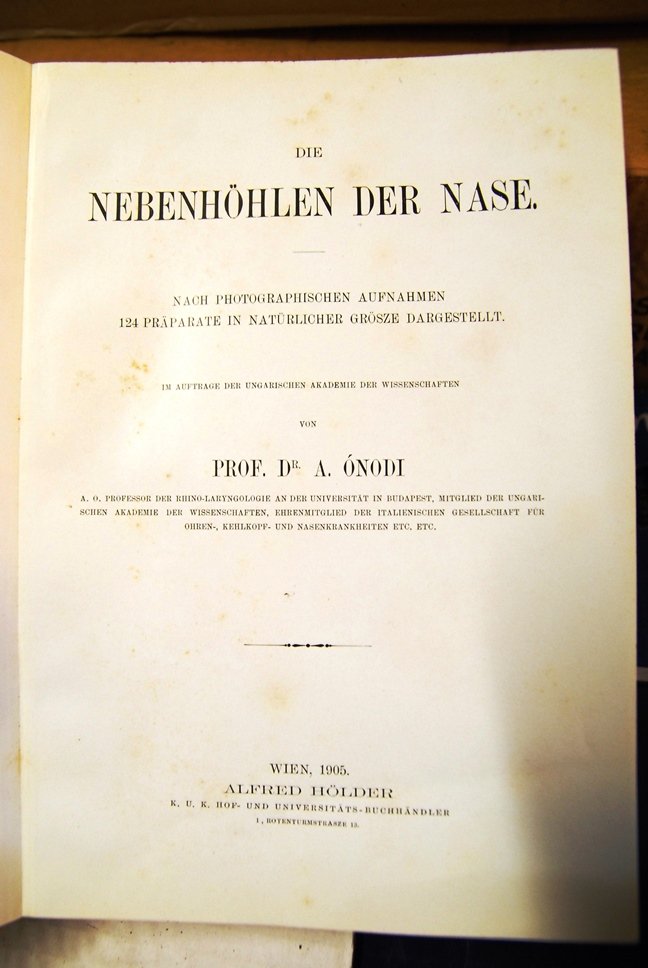 DIE
NEBENHÖHLEN DER NASE.
NACH PHOTOGRAPHISCHEN AUFNAHMEN
124 PRÄPARATE IN NATÜRLICHER GRÖSZE DARGESTELLT.
IM AUFTRAGE DER UNGARISCHEN AKADEMIE DER WISSENSCHAFTEN
VON
PROF. DR. A. ÓNODI
A. O. PROFESSOR DER RHINO-LARYNGOLOGIE AN DER UNIVERSITÄT IN BUDAPEST, MITGLIED DER UNGARI-
SCHEN AKADEMIE DER WISSENSCHAFTEN, EHRENMITGLIED DER ITALIENISCHEN GESELLSCHAFT FÜR
OHREN-, KEHLKOPF- UND NASENKRANKHEITEN ETC. ETC.
WIEN, 1905.
ALFRED HÖLDER
K. U. K. HOF- UND UNIVERSITÄTS-BUCHHÄNDLER
I, ROTENTURMSTRASZE 13.